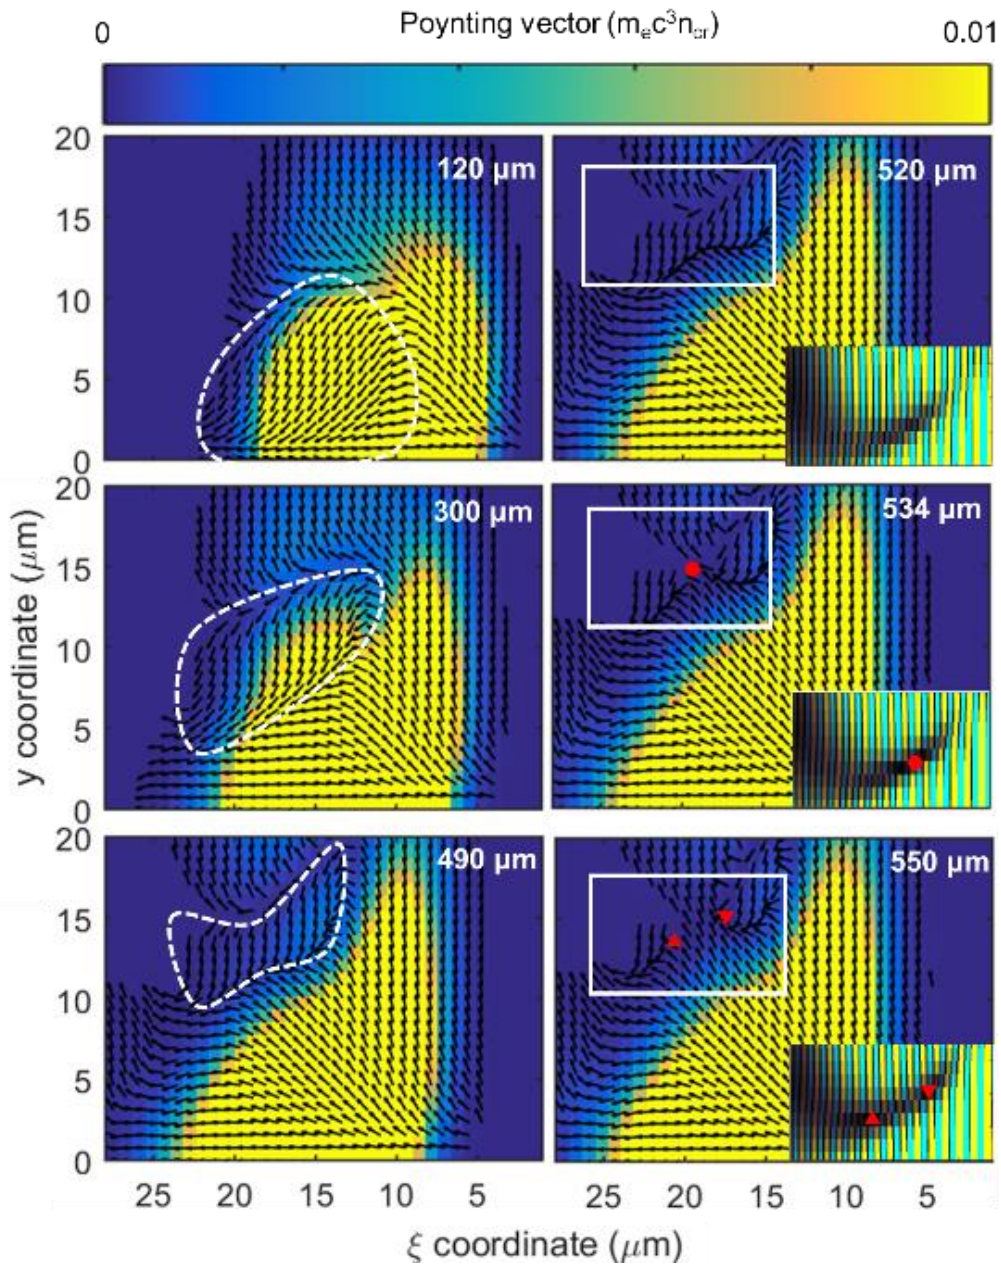 Poynting vector (mₑc³n꜀ᵣ)
0 0.01
20 15 10 5 0
120 µm
520 µm
20 15 10 5 0
300 µm
534 µm
20 15 10 5 0
490 µm
550 µm
y coordinate (µm)
25 20 15 10 5 25 20 15 10 5
ξ coordinate (µm)